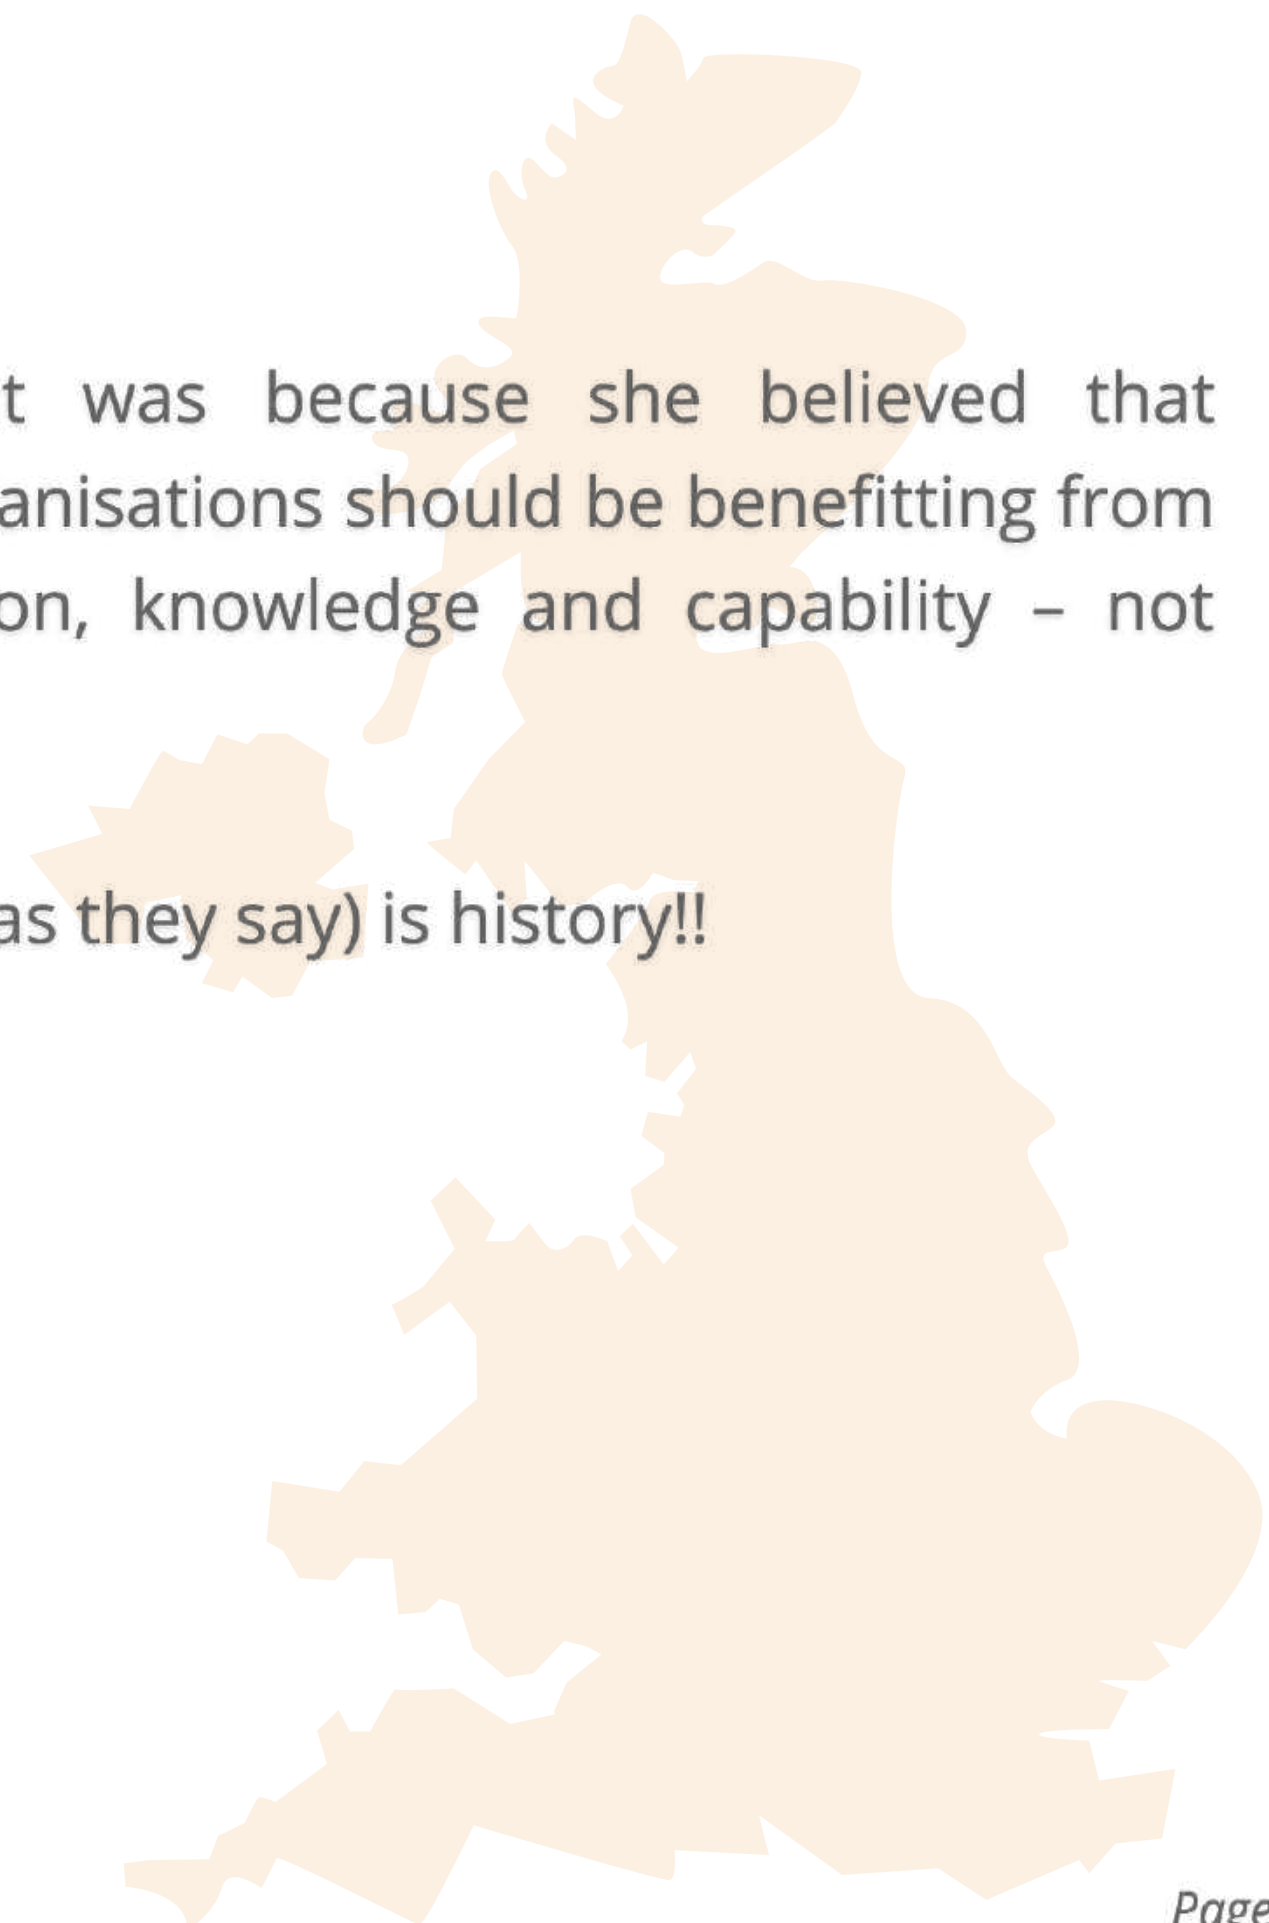 t was because she believed that
anisations should be benefitting from
on, knowledge and capability – not
as they say) is history!!
Page